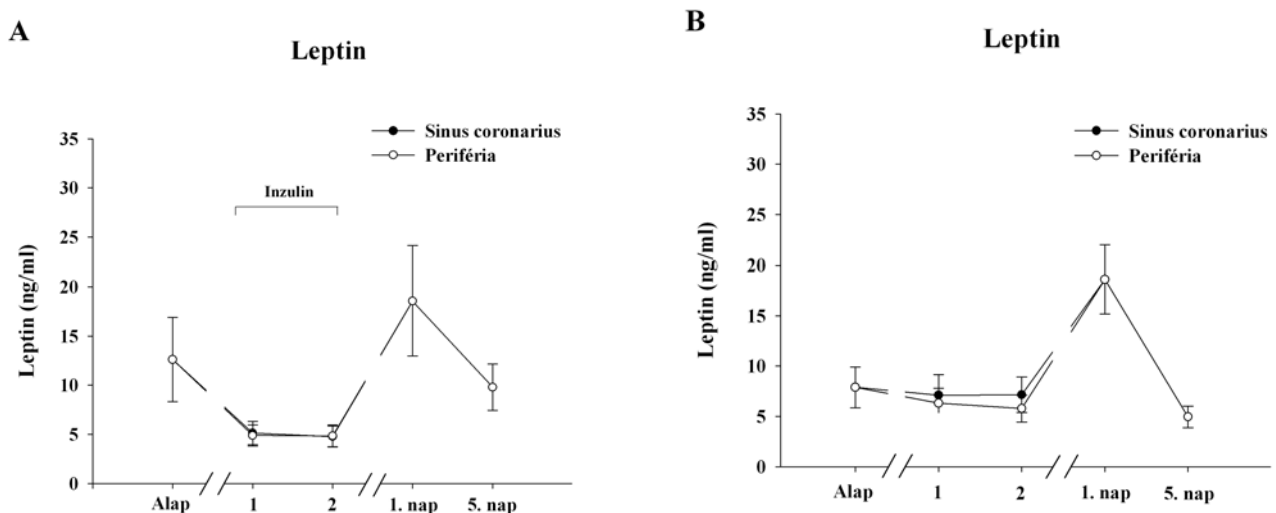 A
Leptin
Sinus coronarius
Periféria
Inzulin
Leptin (ng/ml)
35
30
25
20
15
10
5
0
Alap 1 2 1. nap 5. nap
B
Leptin
Sinus coronarius
Periféria
Leptin (ng/ml)
35
30
25
20
15
10
5
0
Alap 1 2 1. nap 5. nap